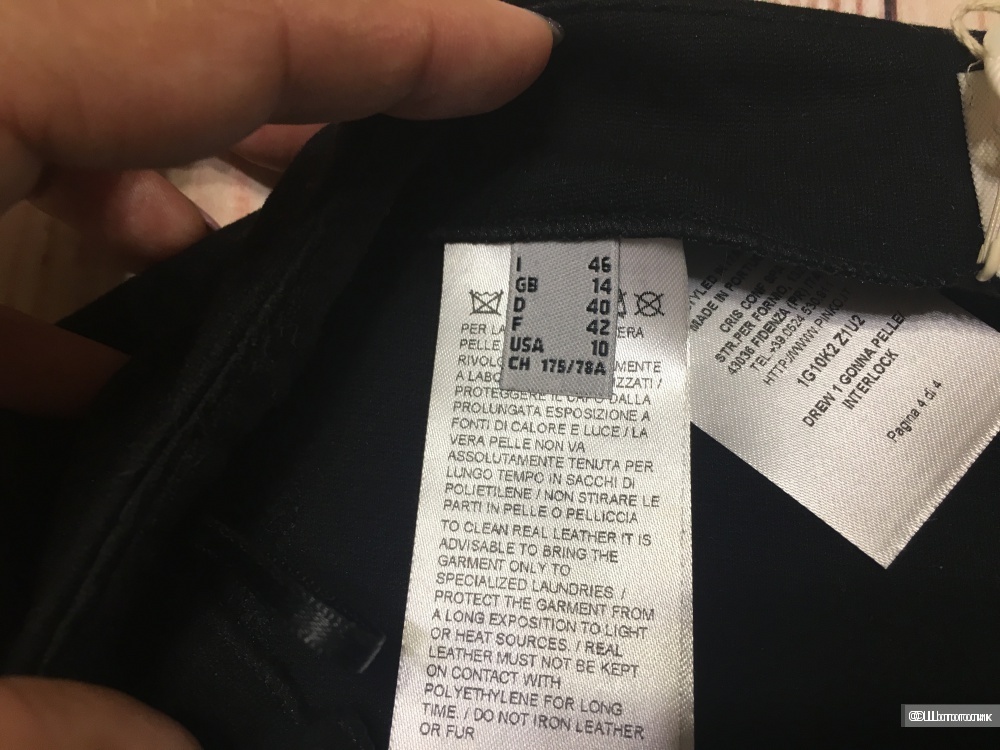 I 46
GB 14
D 40
F 42
USA 10
CH 175/78A
PER LA ERA
PELLE
RIVOLG MENTE
A LABO IZZATI /
PROTEGGERE IL CAPO DALLA
PROLUNGATA ESPOSIZIONE A
FONTI DI CALORE E LUCE / LA
VERA PELLE NON VA
ASSOLUTAMENTE TENUTA PER
LUNGO TEMPO IN SACCHI DI
POLIETILENE / NON STIRARE LE
PARTI IN PELLE O PELLICCIA
TO CLEAN REAL LEATHER IT IS
ADVISABLE TO BRING THE
GARMENT ONLY TO
SPECIALIZED LAUNDRIES /
PROTECT THE GARMENT FROM
A LONG EXPOSITION TO LIGHT
OR HEAT SOURCES. / REAL
LEATHER MUST NOT BE KEPT
ON CONTACT WITH
POLYETHYLENE FOR LONG
TIME. / DO NOT IRON LEATHER
OR FUR
MADE IN
CRIS CONF
STR.PER FORNIO,
43036 FIDENZA
TEL.+39.0524
HTTP://WWW.PINKO.I
1G10K2 Z1U2
DREW 1 GONNA PELLE
INTERLOCK
Pagina 4 di 4